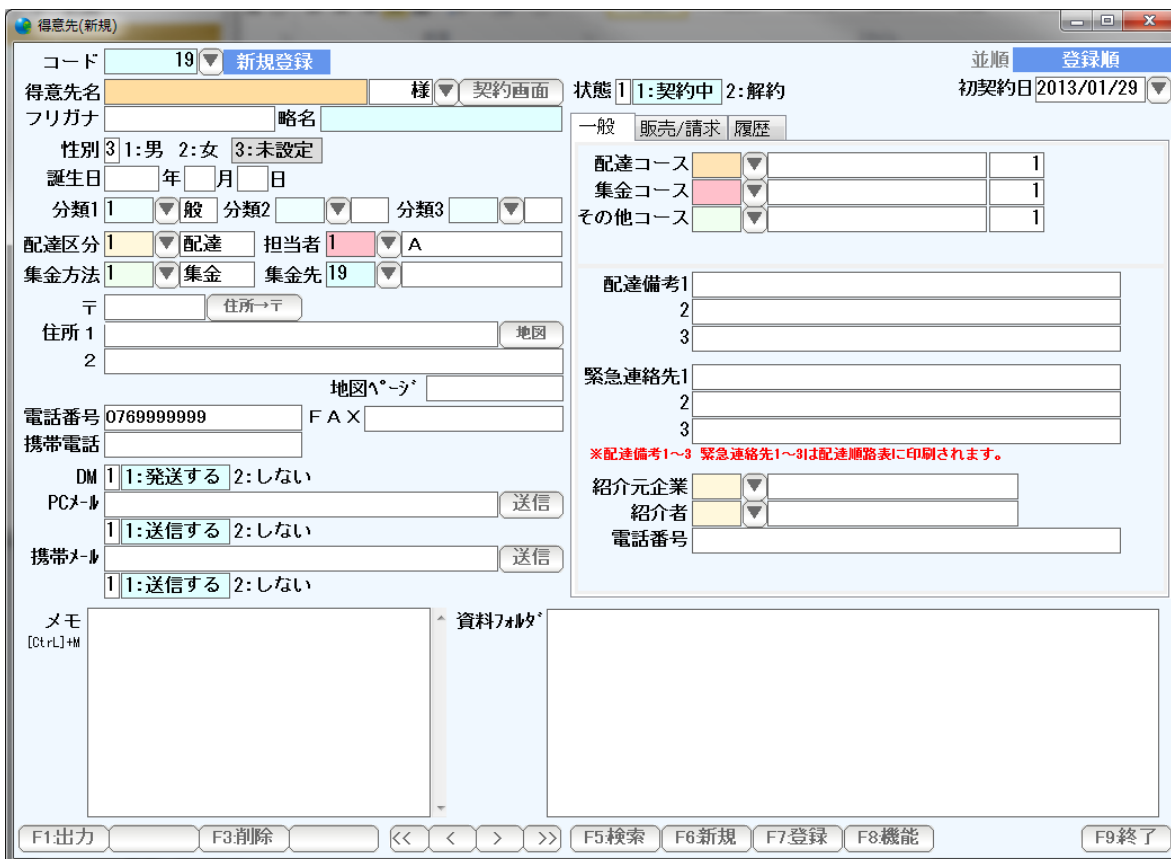 得意先(新規)
コード 19 新規登録 並順 登録順
得意先名 様 契約画面 状態 1 1:契約中 2:解約 初契約日 2013/01/29
フリガナ 略名
一般 販売/請求 履歴
性別 3 1:男 2:女 3:未設定
誕生日 年 月 日
分類1 1 般 分類2 分類3
配達区分 1 配達 担当者 1 A
集金方法 1 集金 集金先 19
〒 住所→〒
住所1 地図
2
地図ページ
電話番号 0769999999 FAX
携帯電話
DM 1 1:発送する 2:しない
PCメール 送信
1 1:送信する 2:しない
携帯メール 送信
1 1:送信する 2:しない
配達コース 1
集金コース 1
その他コース 1
配達備考1
2
3
緊急連絡先1
2
3
※配達備考1~3 緊急連絡先1~3は配達順路表に印刷されます。
紹介元企業
紹介者
電話番号
メモ
[CtrL]+M
資料フォルダ
F1:出力 F3:削除 << < > >> F5:検索 F6:新規 F7:登録 F8:機能 F9:終了